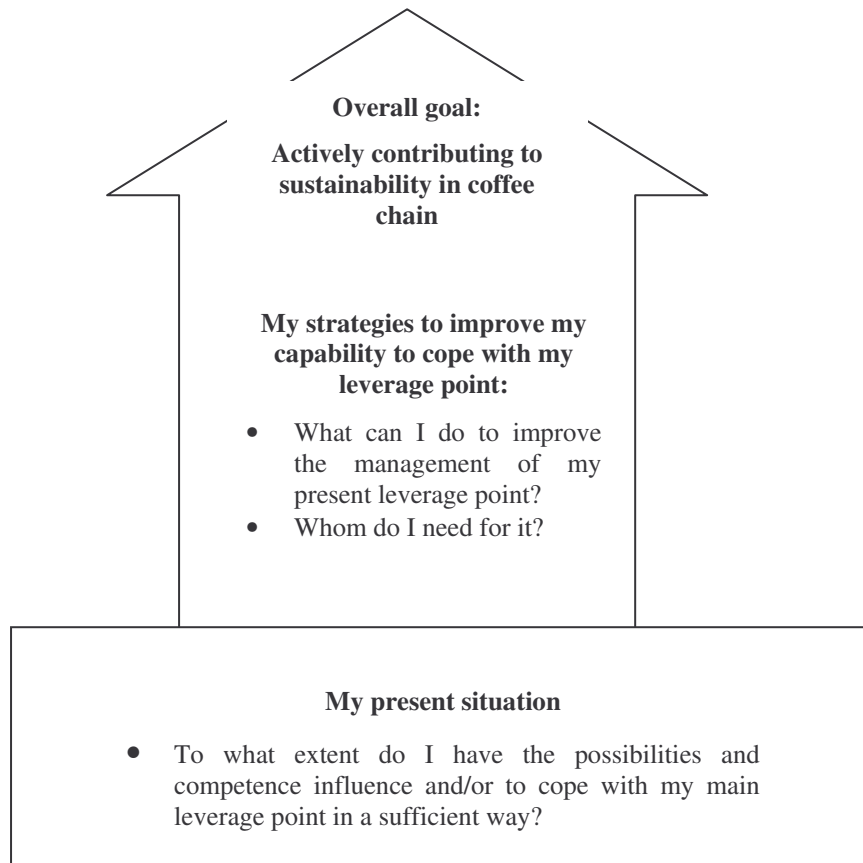 Overall goal:
Actively contributing to
sustainability in coffee
chain
My strategies to improve my
capability to cope with my
leverage point:
• What can I do to improve
the management of my
present leverage point?
• Whom do I need for it?
My present situation
• To what extent do I have the possibilities and
competence influence and/or to cope with my main
leverage point in a sufficient way?